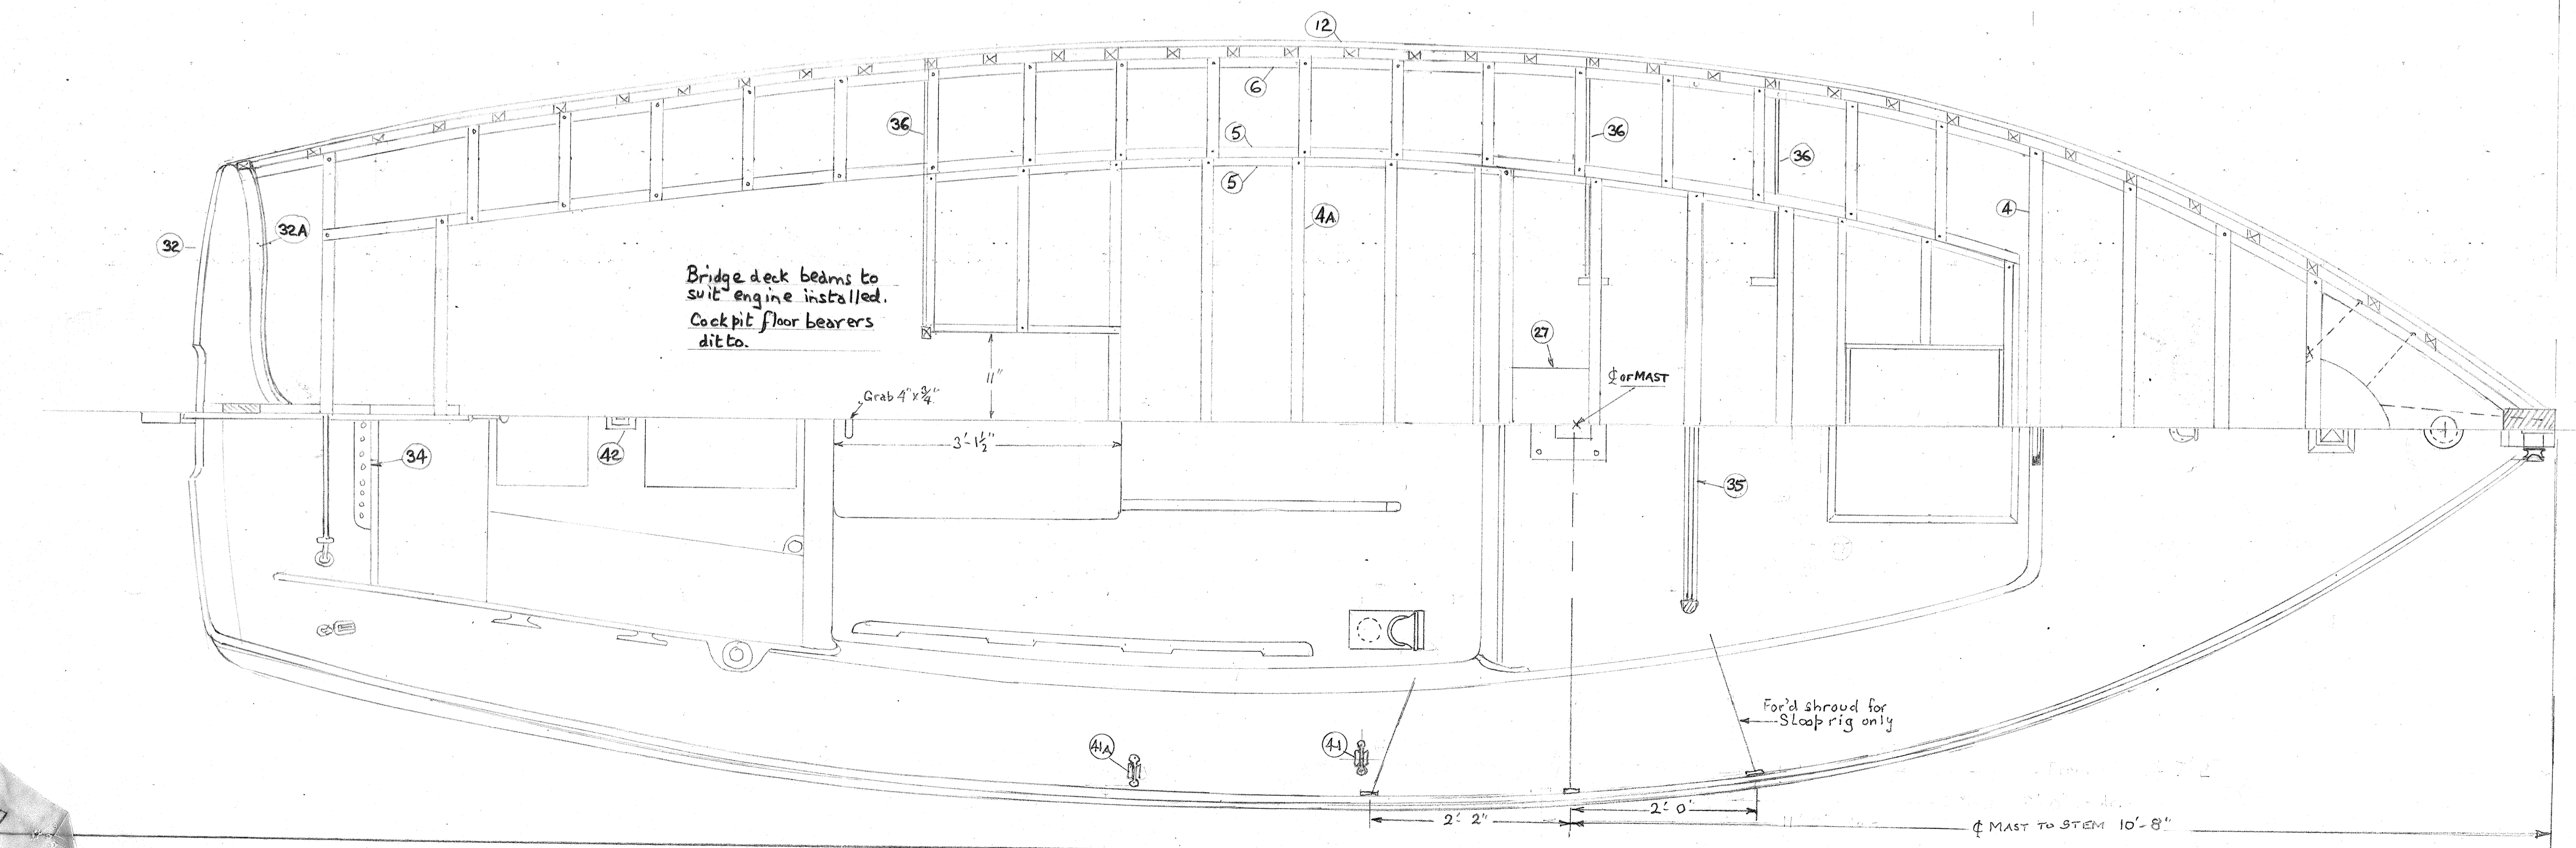 12
6
36
5
36
36
5
4A
4
32A
32
Bridge deck beams to
suit engine installed.
Cockpit floor bearers
ditto.
27
11"
℄ OF MAST
Grab 4" x 3/4"
3'-1½"
34
42
35
For'd shroud for
Sloop rig only
41A
41
2'-0"
2'-2"
℄ MAST TO STEM 10'-8"